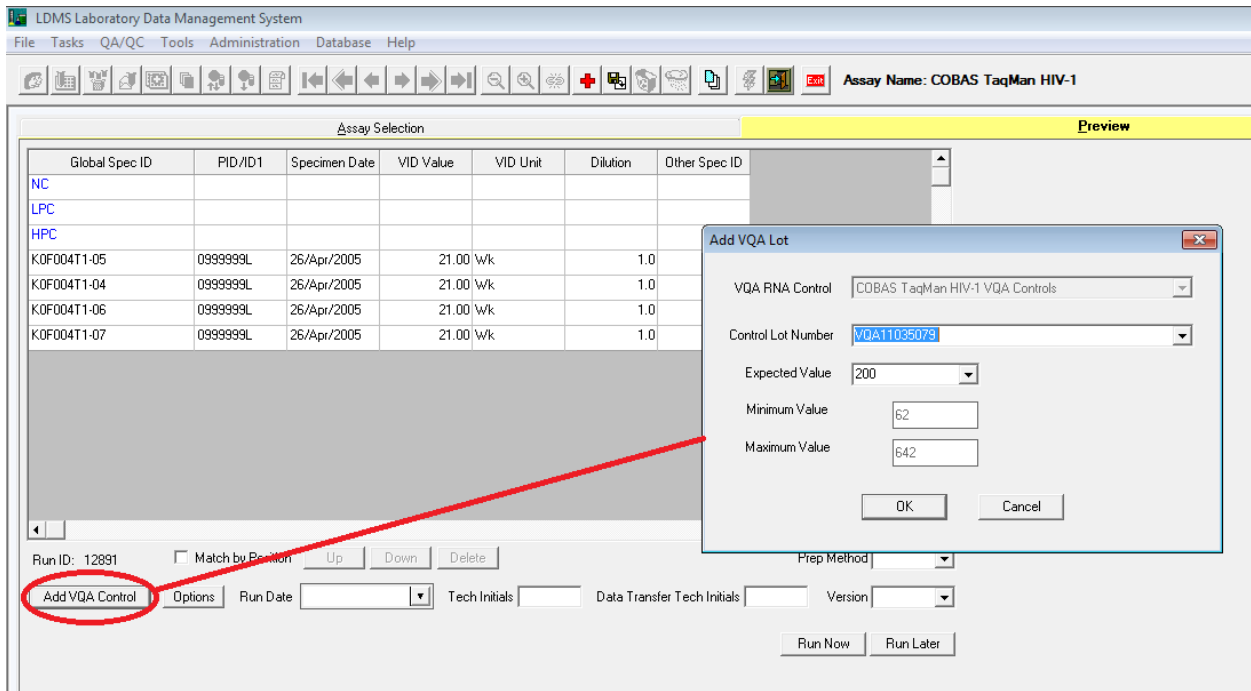 LDMS Laboratory Data Management System
File Tasks QA/QC Tools Administration Database Help
Exit Assay Name: COBAS TaqMan HIV-1
Assay Selection Preview
Global Spec ID PID/ID1 Specimen Date VID Value VID Unit Dilution Other Spec ID
NC
LPC
HPC
K0F004T1-05 0999999L 26/Apr/2005 21.00 Wk 1.0
K0F004T1-04 0999999L 26/Apr/2005 21.00 Wk 1.0
K0F004T1-06 0999999L 26/Apr/2005 21.00 Wk 1.0
K0F004T1-07 0999999L 26/Apr/2005 21.00 Wk 1.0
Add VQA Lot
VQA RNA Control COBAS TaqMan HIV-1 VQA Controls
Control Lot Number VQA11035079
Expected Value 200
Minimum Value 62
Maximum Value 642
OK Cancel
Run ID: 12891 Match by Position Up Down Delete Prep Method
Add VQA Control Options Run Date Tech Initials Data Transfer Tech Initials Version
Run Now Run Later